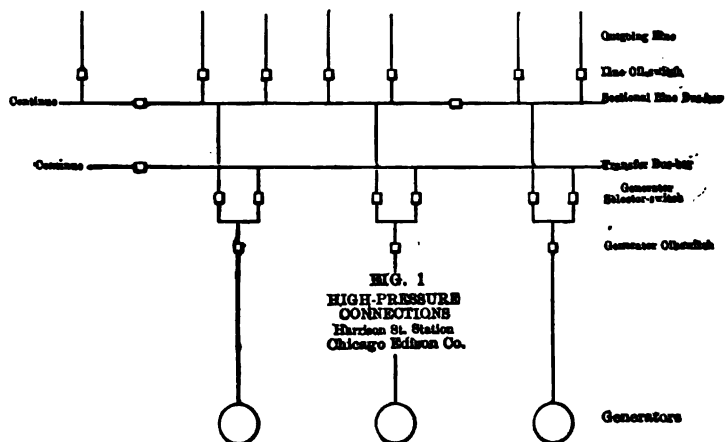 Outgoing Line
Line Oil-switch
Continue
Sectional Line Bus-bar
Continue
Transfer Bus-bar
Generator
Selector-switch
Generator Oil-switch
FIG. 1
HIGH-PRESSURE
CONNECTIONS
Harrison St. Station
Chicago Edison Co.
Generators